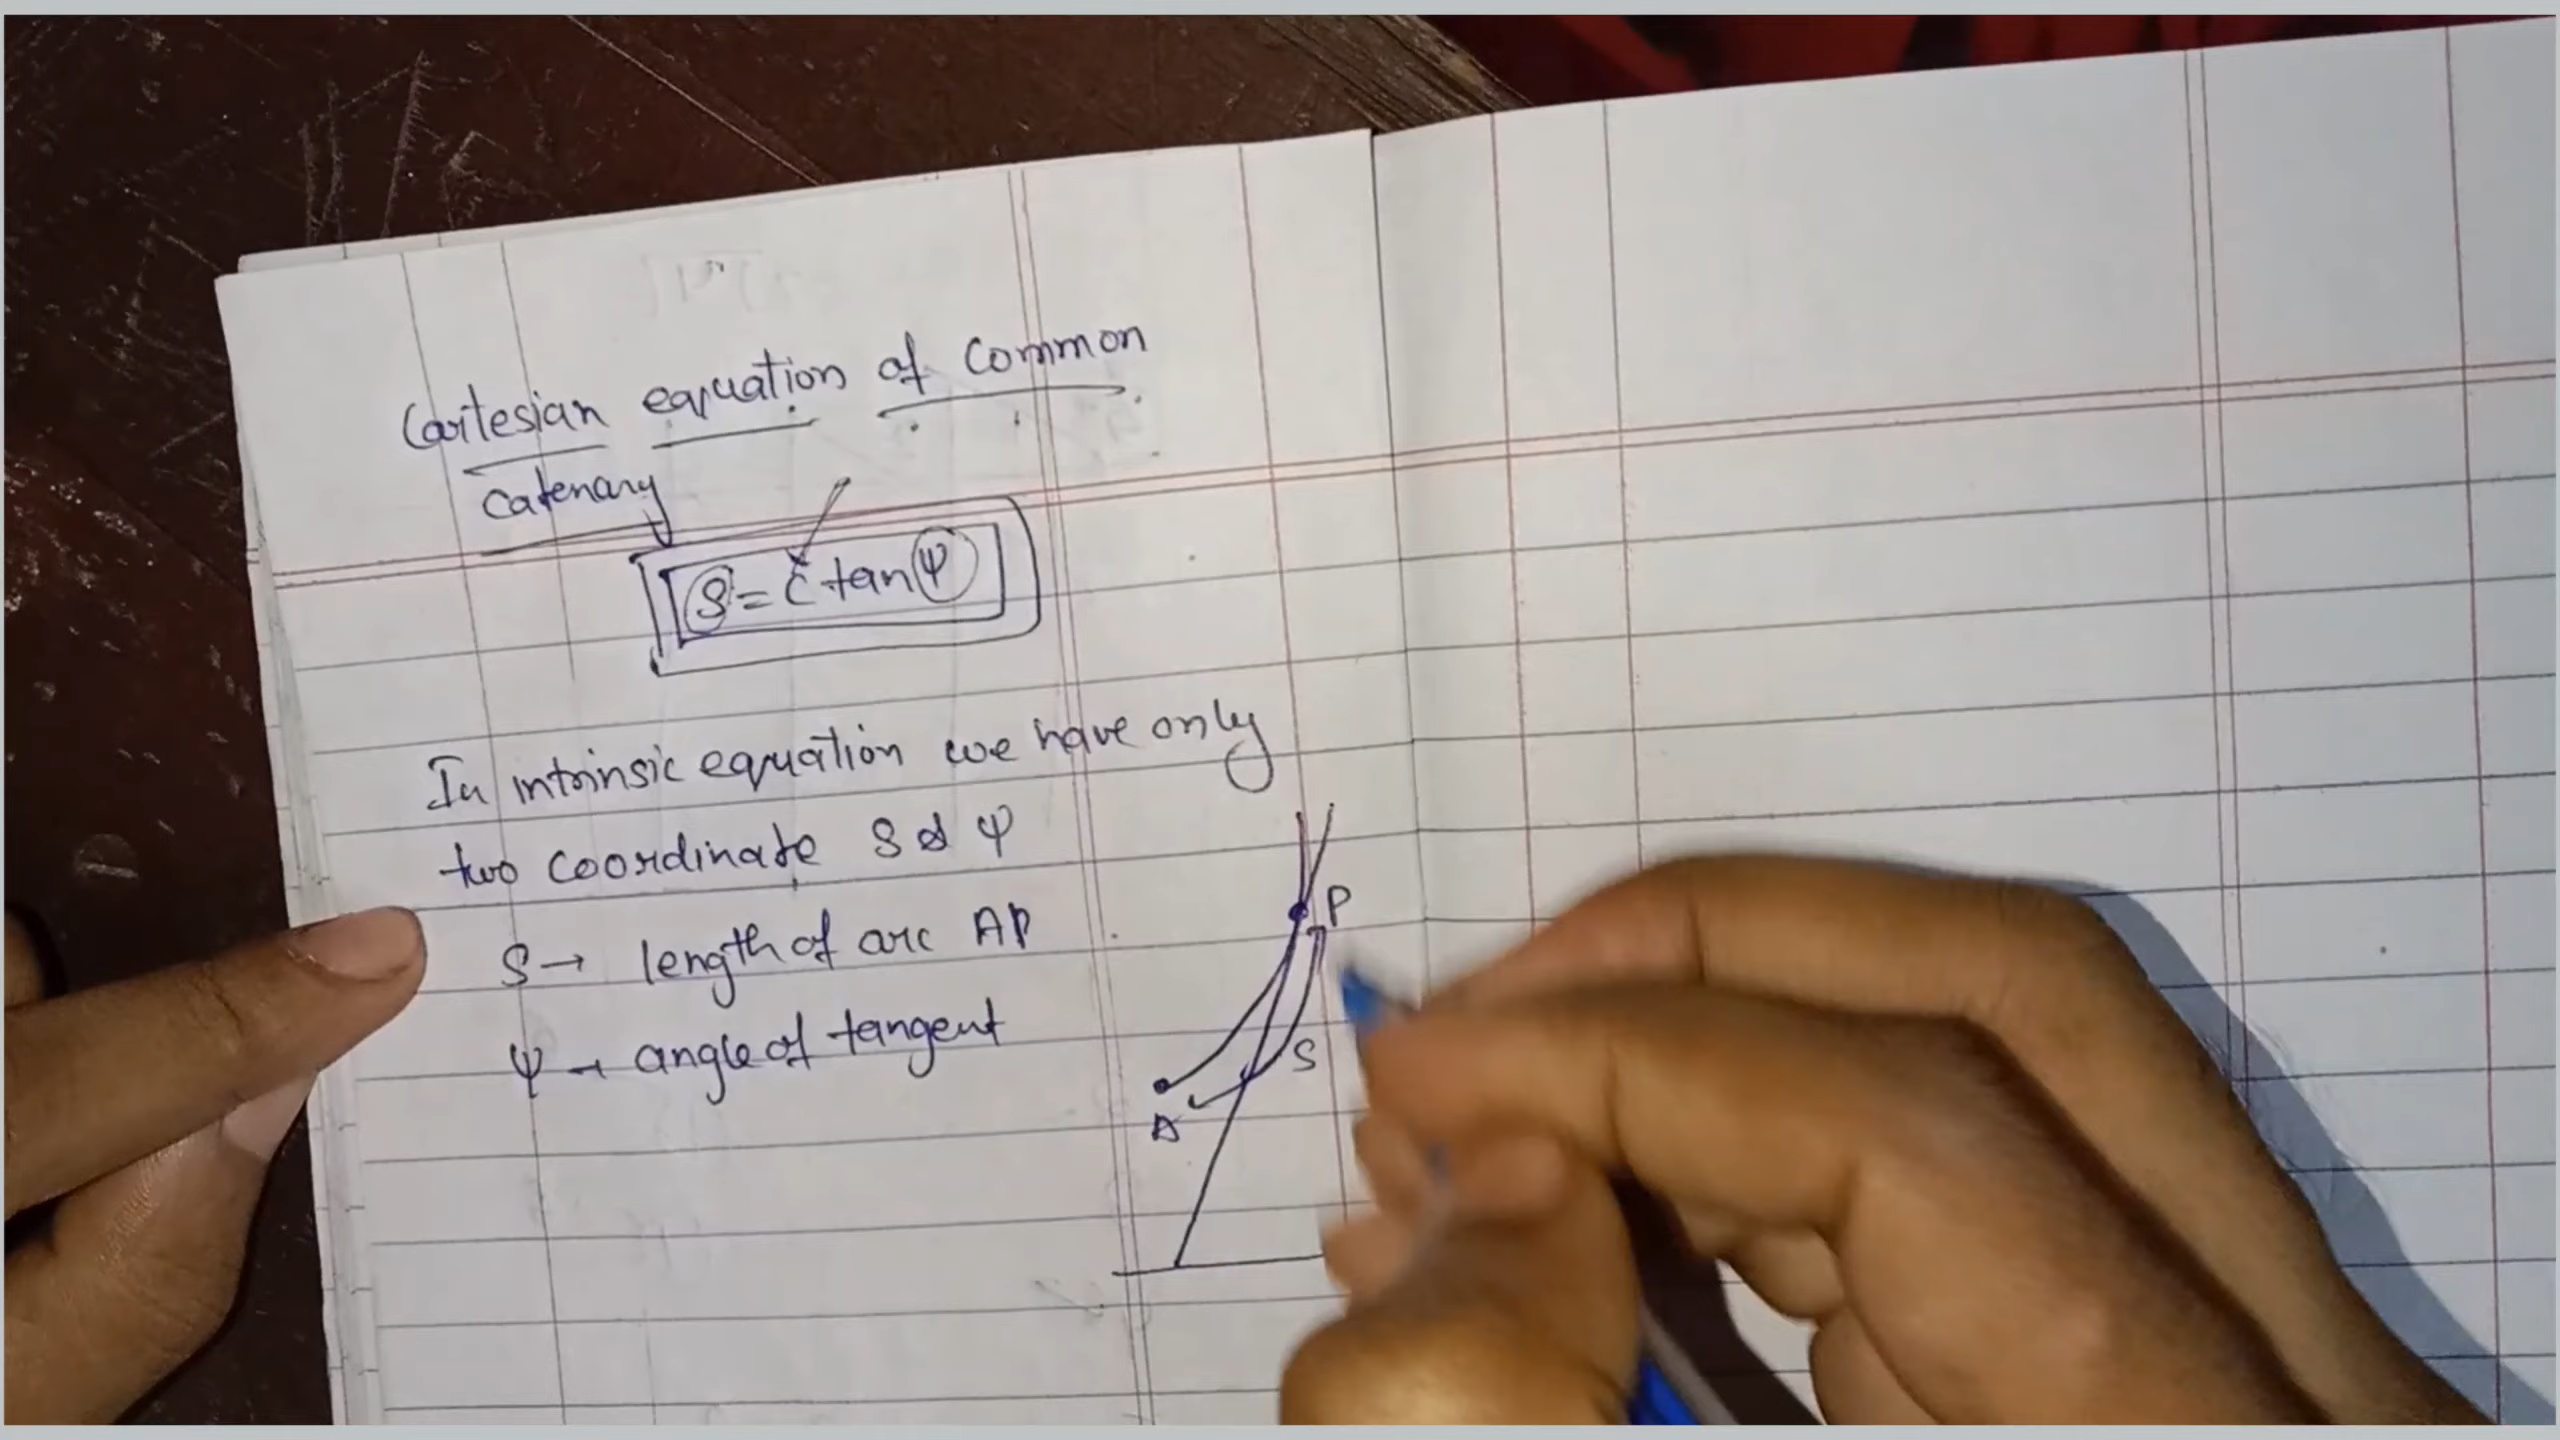 Cartesian equation of Common
Catenary
S = c tan ψ
In intrinsic equation we have only
two coordinate S & ψ
S → length of arc AP
ψ → angle of tangent
P
S
A